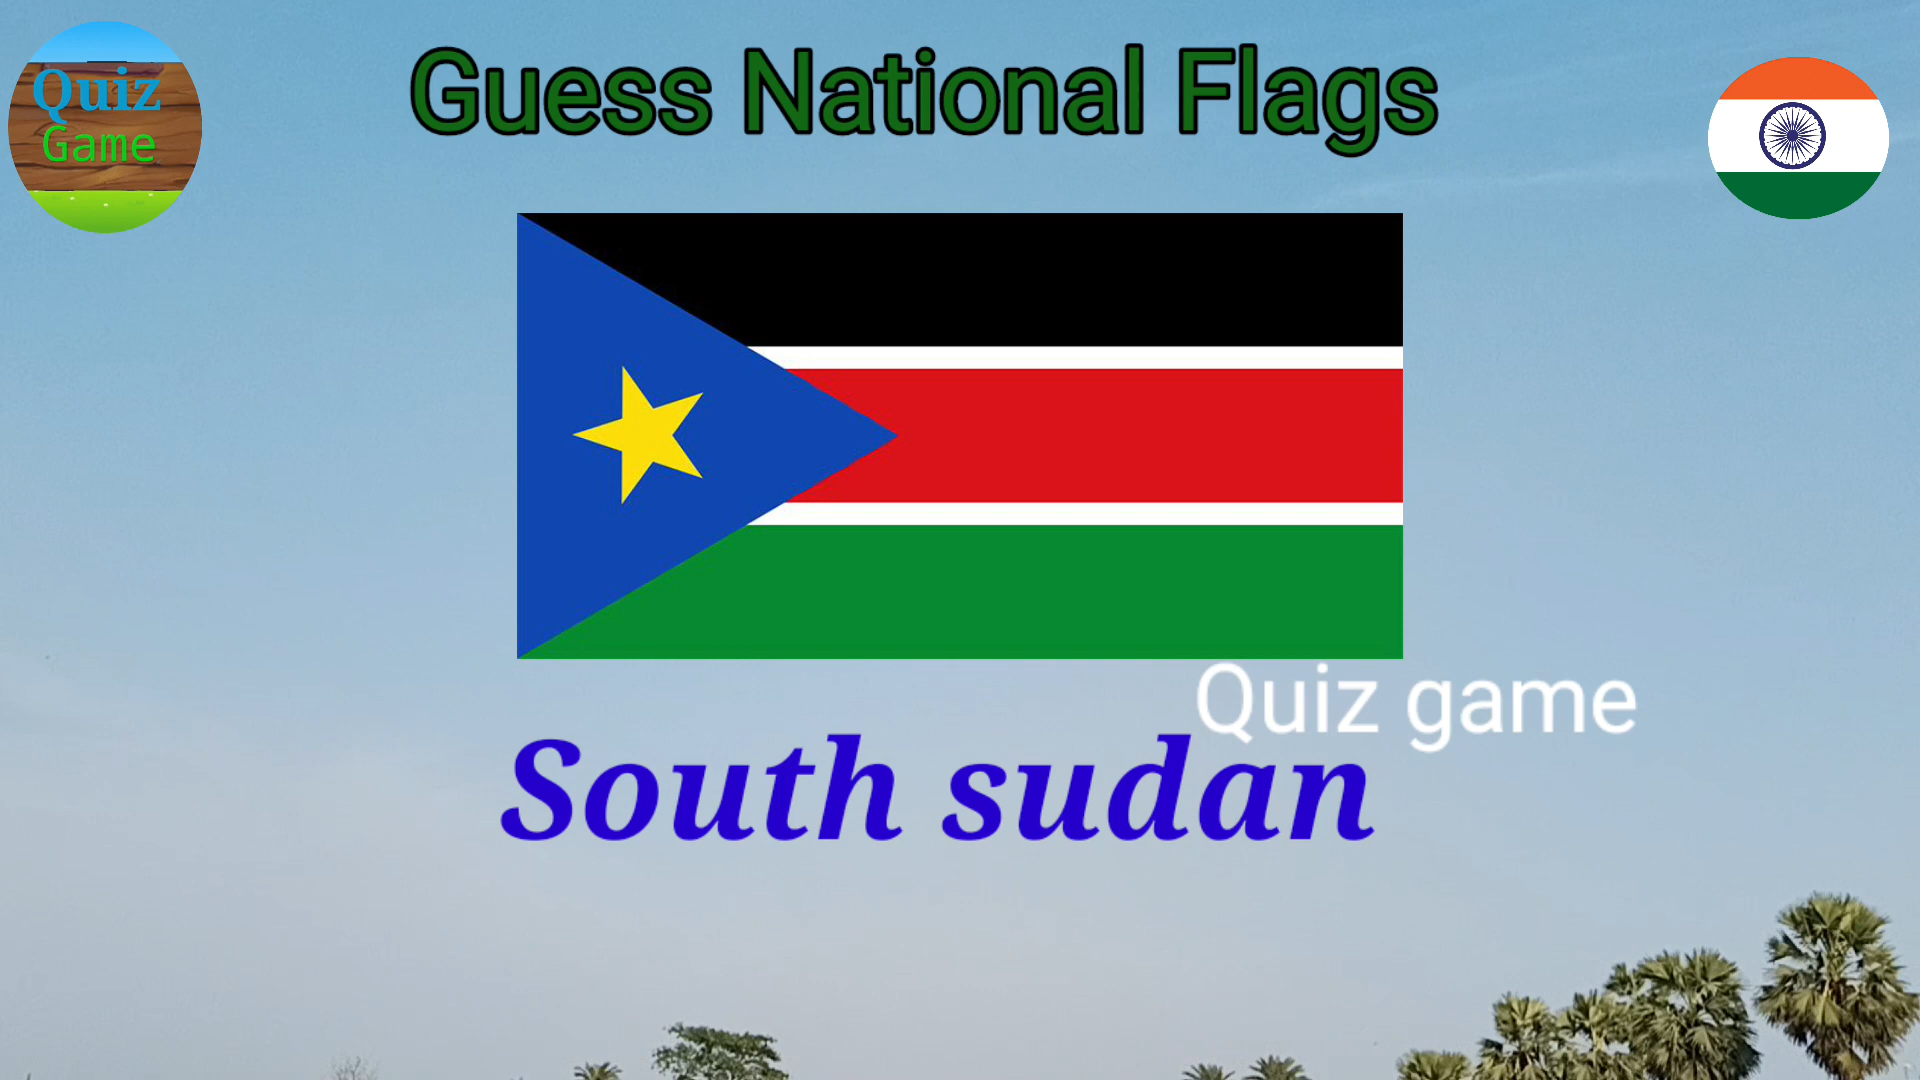 Quiz
Game
Guess National Flags
Quiz game
South sudan